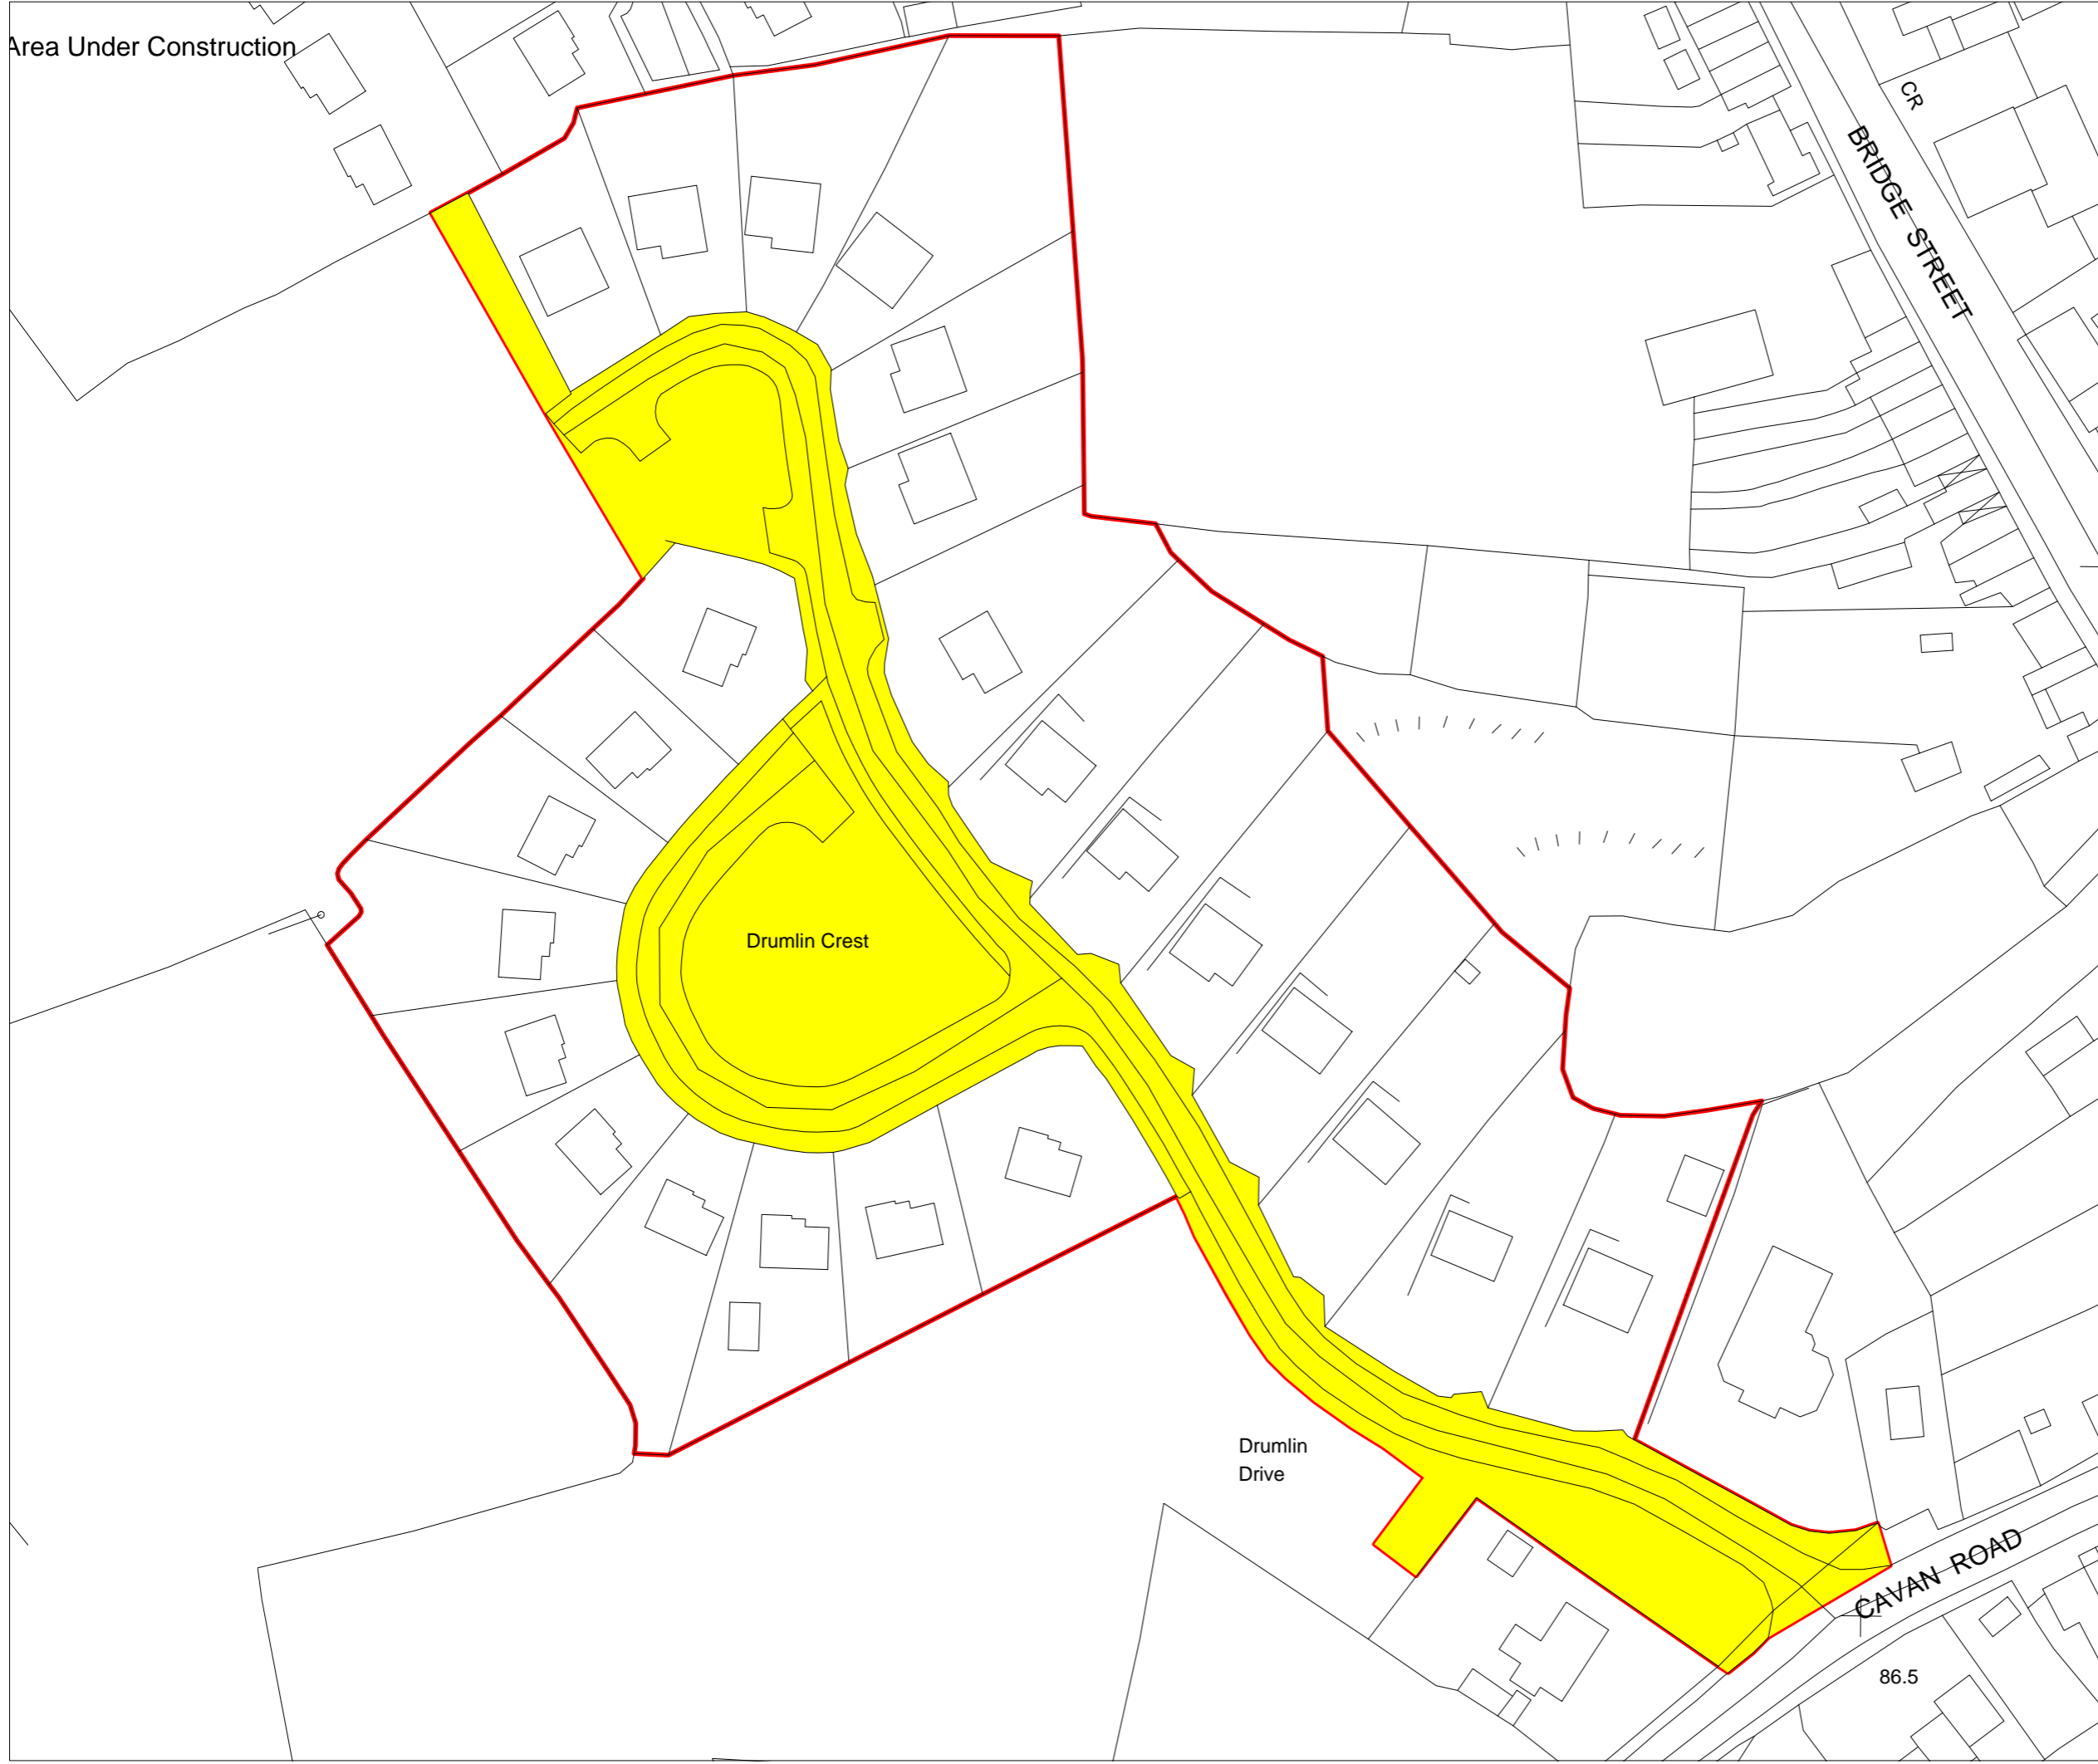 Area Under Construction
CR
BRIDGE STREET
Drumlin Crest
Drumlin
Drive
CAVAN ROAD
86.5